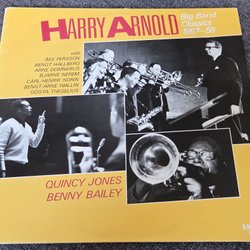 HARRY ARNOLD
Big Band
Classics
1957-58
with:
ÅKE PERSSON
BENGT HALLBERG
ARNE DOMNÉRUS
BJARNE NEREM
CARL-HENRIK NORIN
BENGT-ARNE WALLIN
GÖSTA THESELIUS
QUINCY JONES
BENNY BAILEY